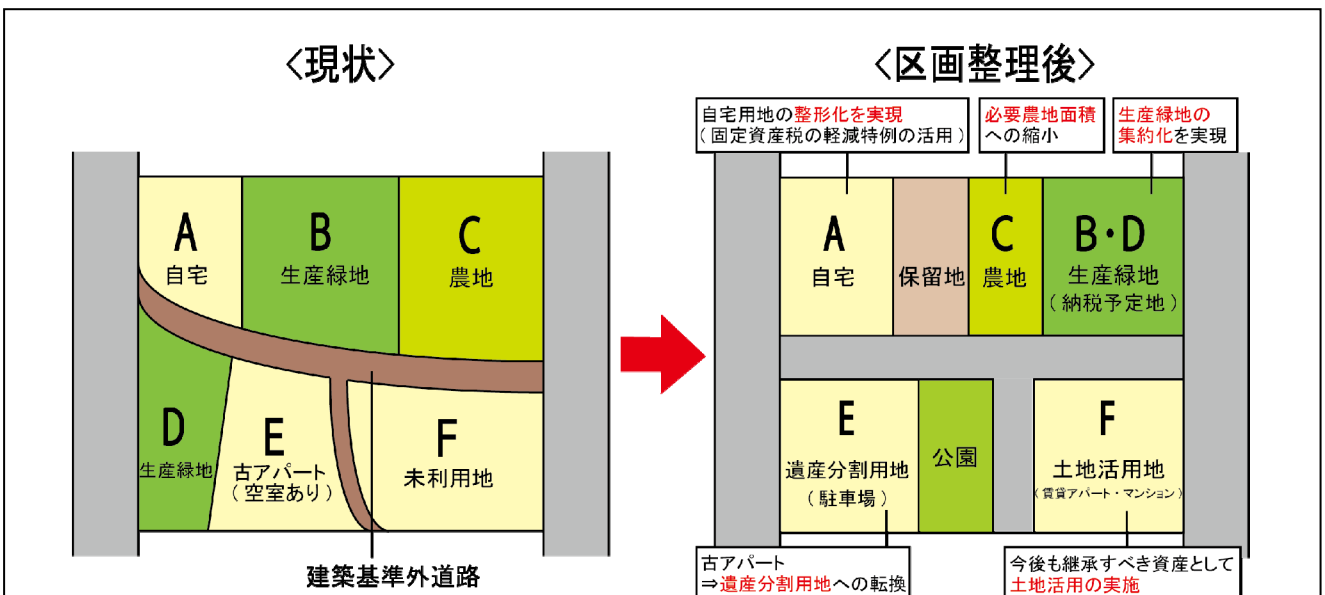 〈現状〉
A
自宅
B
生産緑地
C
農地
D
生産緑地
E
古アパート
(空室あり)
F
未利用地
建築基準外道路
〈区画整理後〉
自宅用地の整形化を実現
(固定資産税の軽減特例の活用)
必要農地面積
への縮小
生産緑地の
集約化を実現
A
自宅
保留地
C
農地
B・D
生産緑地
(納税予定地)
E
遺産分割用地
(駐車場)
公園
F
土地活用地
(賃貸アパート・マンション)
古アパート
⇒遺産分割用地への転換
今後も継承すべき資産として
土地活用の実施